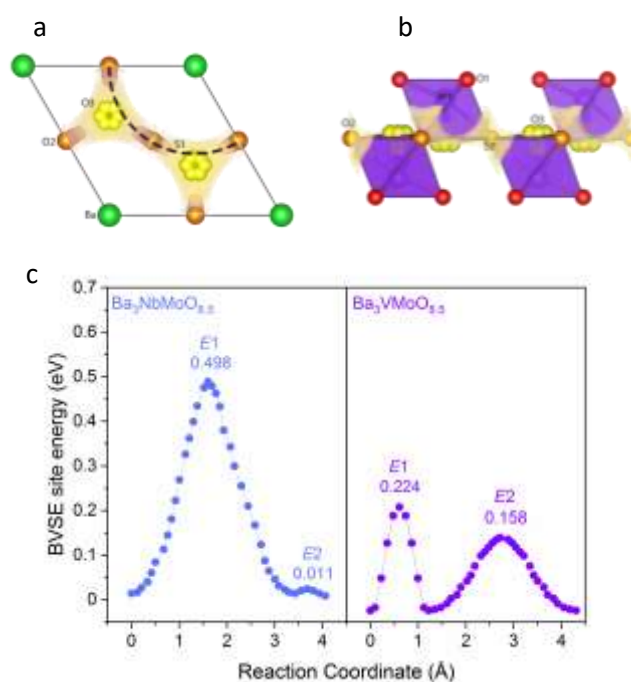 a
b
O3
O2
S1
Ba
O1
O2
O3
c
0.7
0.6
0.5
0.4
0.3
0.2
0.1
0
BVSE site energy (eV)
Ba₃NbMoO₈.₅
E1
0.498
E2
0.011
Ba₃VMoO₈.₅
E1
0.224
E2
0.158
0 1 2 3 4
0 1 2 3 4
Reaction Coordinate (Å)